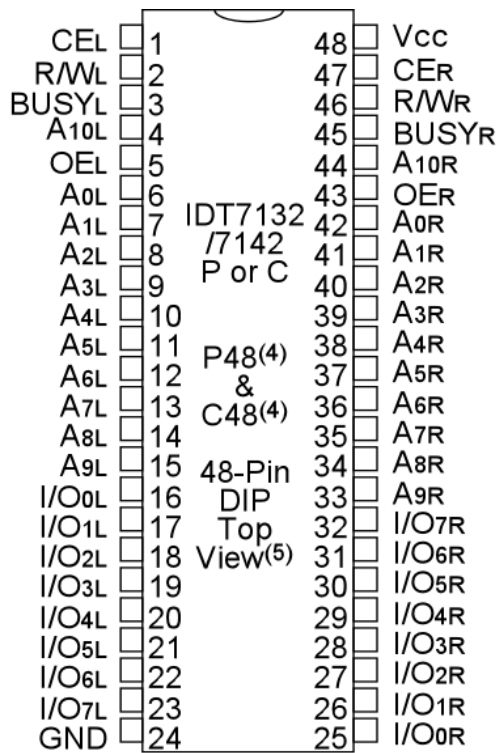 CEL 1 48 VCC
R/WL 2 47 CER
BUSYL 3 46 R/WR
A10L 4 45 BUSYR
OEL 5 44 A10R
A0L 6 43 OER
A1L 7 IDT7132 42 A0R
A2L 8 /7142 41 A1R
A3L 9 P or C 40 A2R
A4L 10 39 A3R
A5L 11 P48(4) 38 A4R
A6L 12 & 37 A5R
A7L 13 C48(4) 36 A6R
A8L 14 35 A7R
A9L 15 48-Pin 34 A8R
I/O0L 16 DIP 33 A9R
I/O1L 17 Top 32 I/O7R
I/O2L 18 View(5) 31 I/O6R
I/O3L 19 30 I/O5R
I/O4L 20 29 I/O4R
I/O5L 21 28 I/O3R
I/O6L 22 27 I/O2R
I/O7L 23 26 I/O1R
GND 24 25 I/O0R